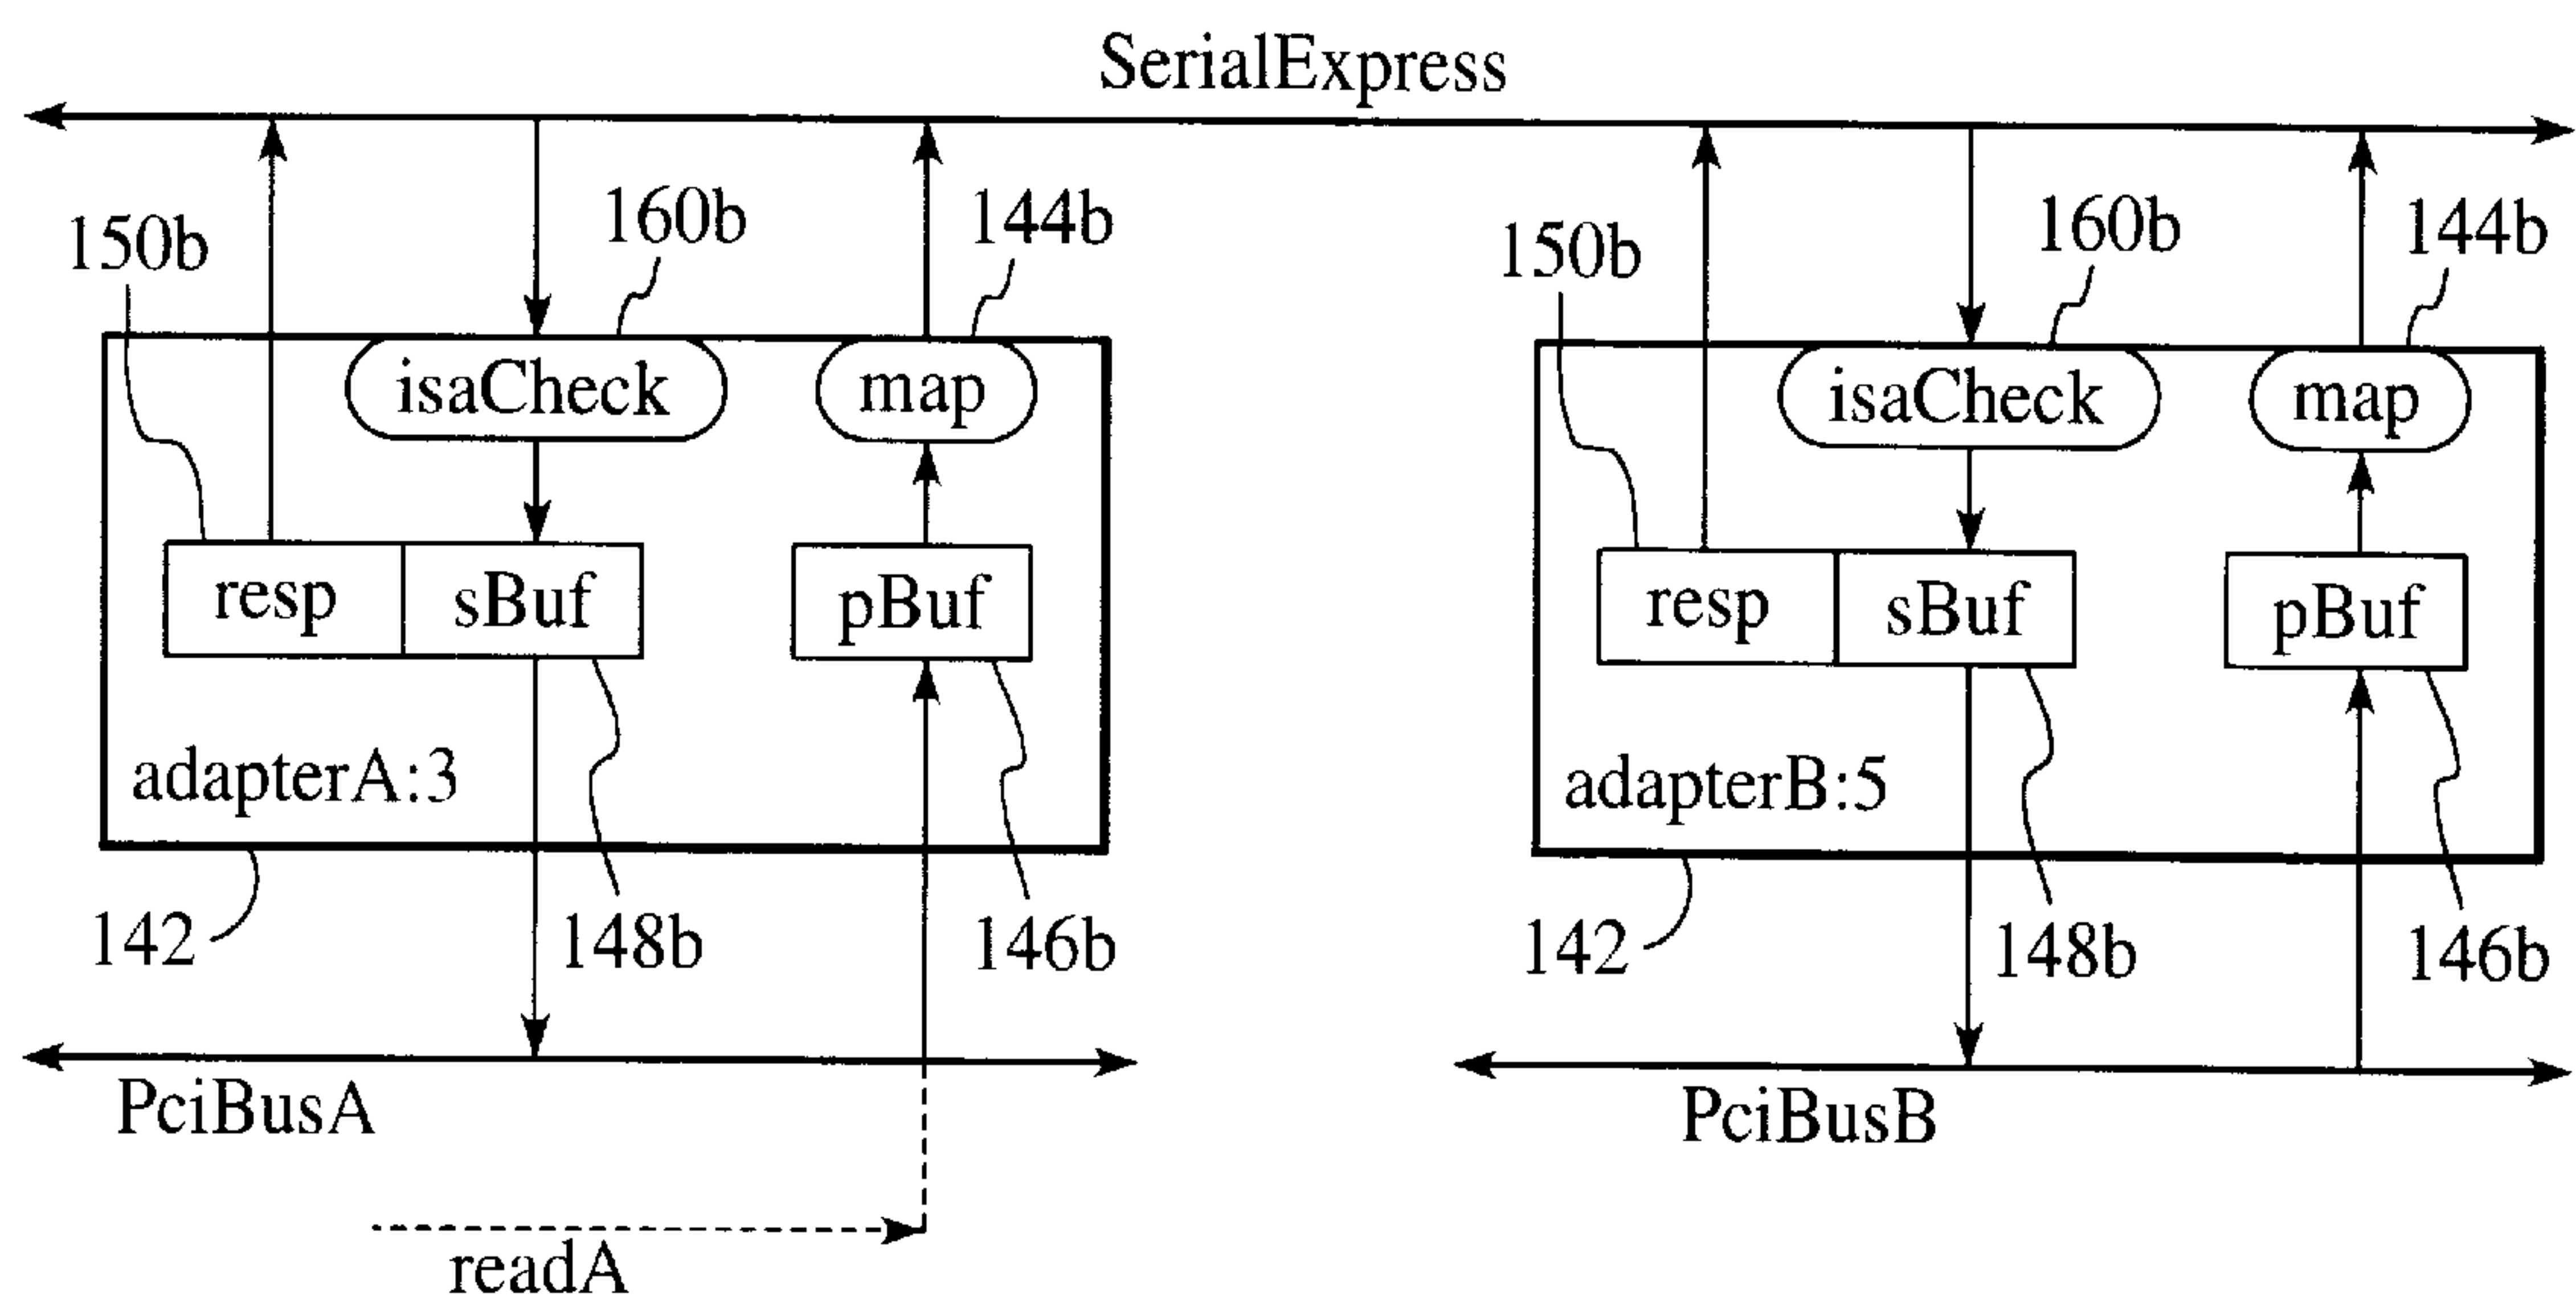 SerialExpress
150b
160b
144b
150b
160b
144b
isaCheck
map
isaCheck
map
resp
sBuf
pBuf
resp
sBuf
pBuf
adapterA:3
adapterB:5
142
148b
146b
142
148b
146b
PciBusA
PciBusB
readA